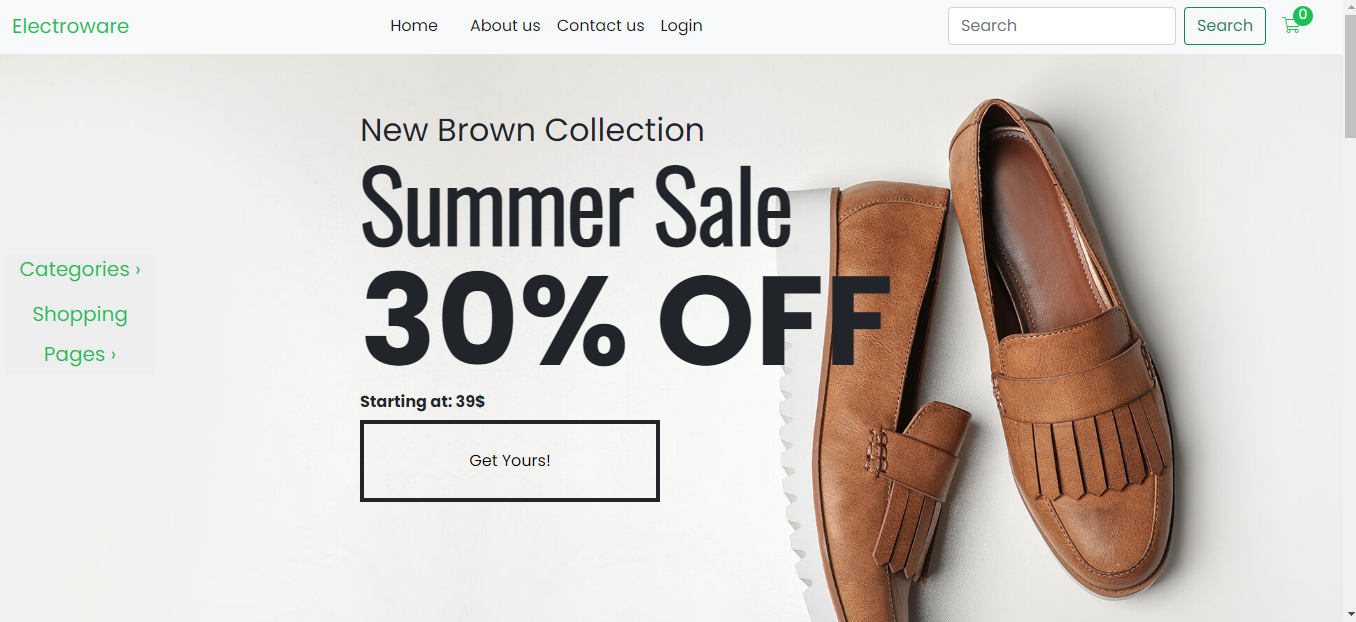 Electroware
Home About us Contact us Login
Search
Search
0
New Brown Collection
Summer Sale
30% OFF
Categories ›
Shopping
Pages ›
Starting at: 39$
Get Yours!